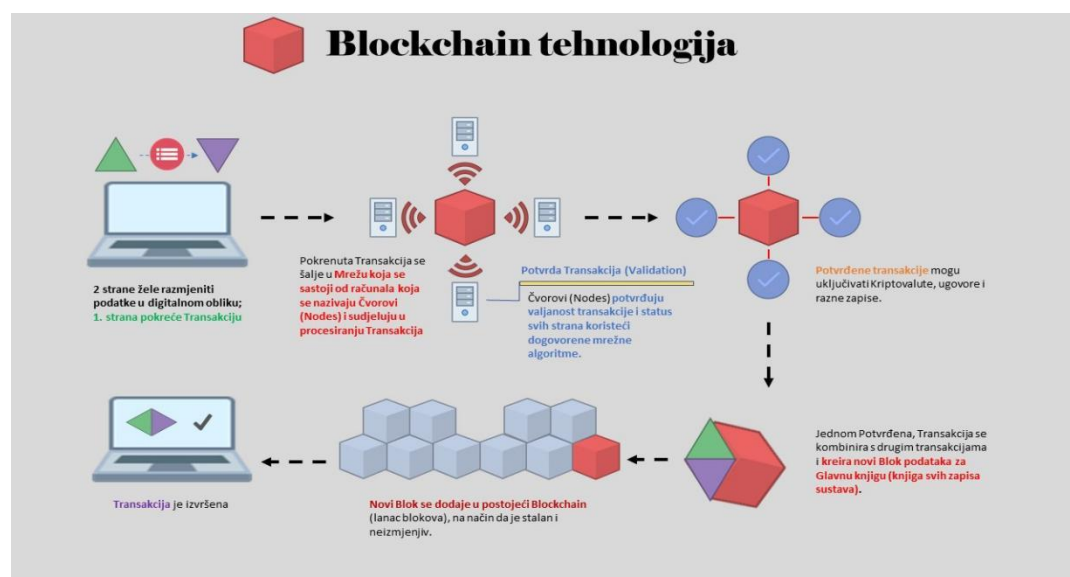 Blockchain tehnologija
2 strane žele razmjeniti
podatke u digitalnom obliku;
1. strana pokreće Transakciju
Pokrenuta Transakcija se
šalje u Mrežu koja se
sastoji od računala koja
se nazivaju Čvorovi
(Nodes) i sudjeluju u
procesiranju Transakcija
Potvrda Transakcija (Validation)
Čvorovi (Nodes) potvrđuju
valjanost transakcije i status
svih strana koristeći
dogovorene mrežne
algoritme.
Potvrđene transakcije mogu
uključivati Kriptovalute, ugovore i
razne zapise.
Jednom Potvrđena, Transakcija se
kombinira s drugim transakcijama
i kreira novi Blok podataka za
Glavnu knjigu (knjiga svih zapisa
sustava).
Novi Blok se dodaje u postojeći Blockchain
(lanac blokova), na način da je stalan i
neizmjenjiv.
Transakcija je izvršena